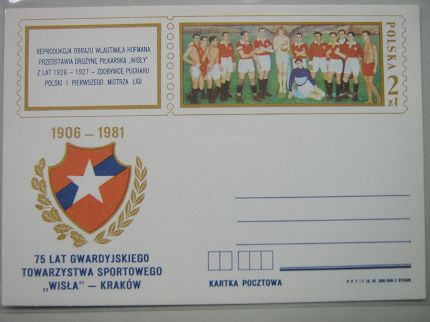 REPRODUKCJA OBRAZU WLASTIMILA HOFMANA
PRZEDSTAWIA DRUŻYNĘ PIŁKARSKĄ „WISŁY"
Z LAT 1926 - 1927 - ZDOBYWCĘ PUCHARU
POLSKI I PIERWSZEGO MISTRZA LIGI
POLSKA
2 ZŁ
1906 - 1981
75 LAT GWARDYJSKIEGO
TOWARZYSTWA SPORTOWEGO
„WISŁA" - KRAKÓW
KARTKA POCZTOWA